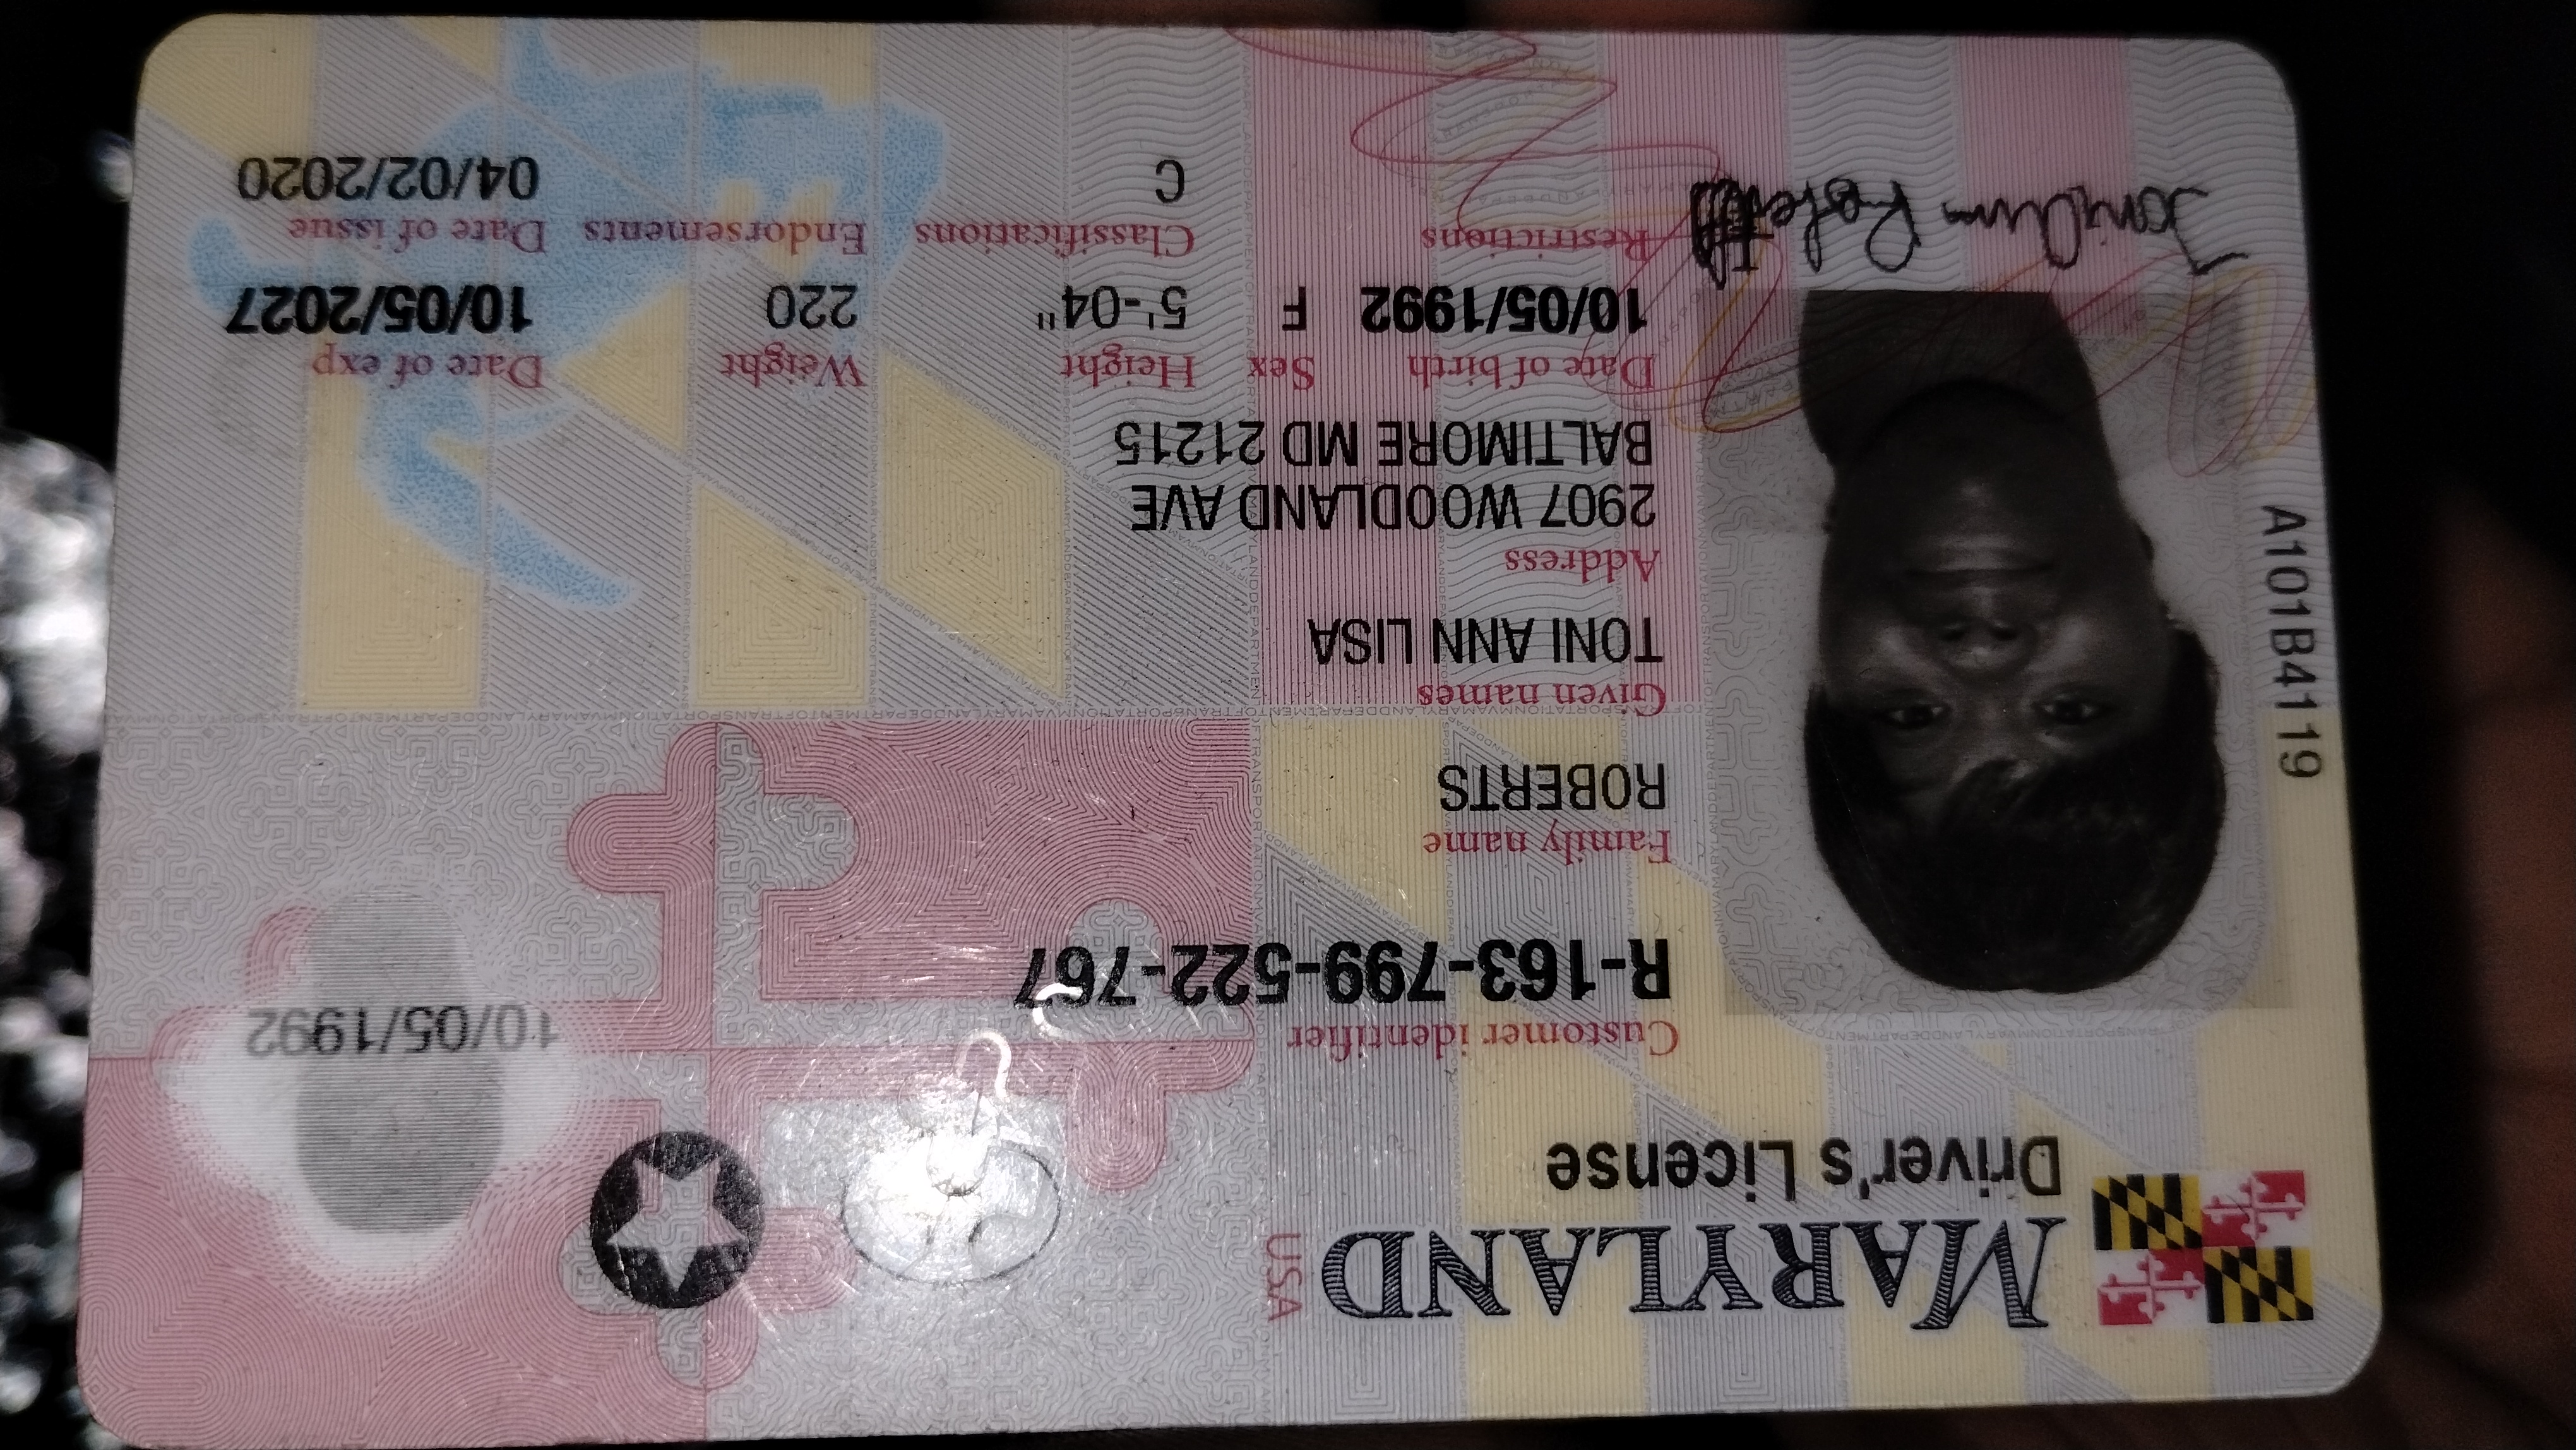 MARYLAND USA
Driver's License
Customer identifier
R-163-799-522-767
10/05/1992
Family name
ROBERTS
Given names
TONI ANN LISA
Address
2907 WOODLAND AVE
BALTIMORE MD 21215
Date of birth Sex Height Weight Date of exp
10/05/1992 F 5'-04" 220 10/05/2027
Restrictions Classifications Endorsements Date of issue
C 04/02/2020
A101B4119